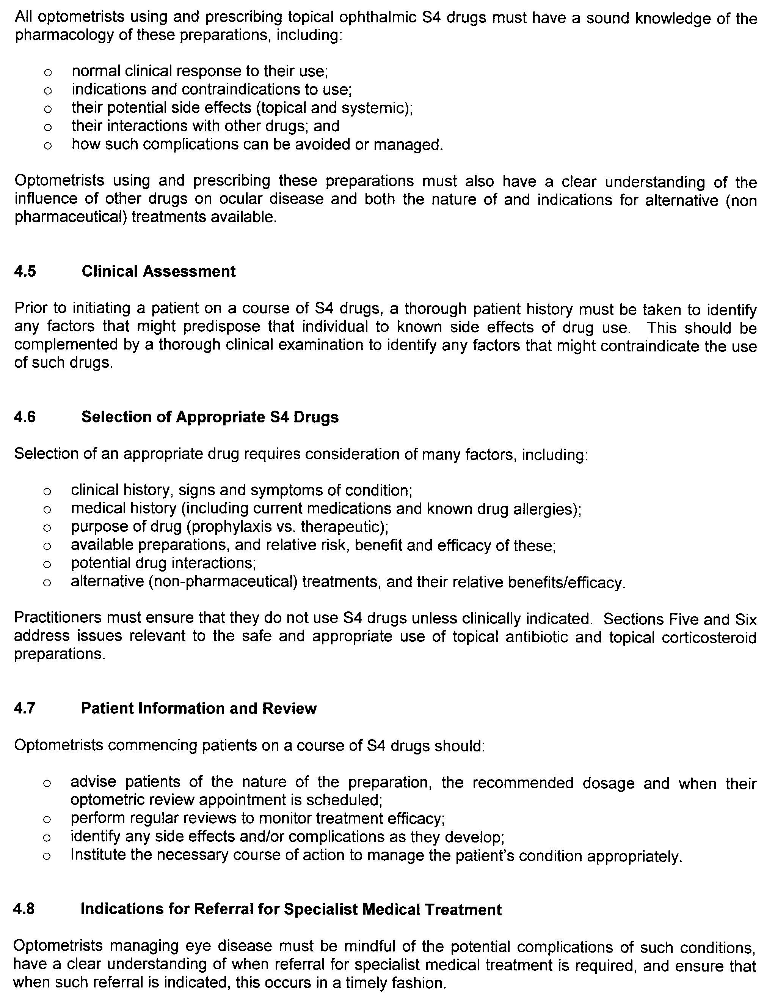 All optometrists using and prescribing topical ophthalmic S4 drugs must have a sound knowledge of the
pharmacology of these preparations, including:
o normal clinical response to their use;
o indications and contraindications to use;
o their potential side effects (topical and systemic);
o their interactions with other drugs; and
o how such complications can be avoided or managed.
Optometrists using and prescribing these preparations must also have a clear understanding of the
influence of other drugs on ocular disease and both the nature of and indications for alternative (non
pharmaceutical) treatments available.
4.5 Clinical Assessment
Prior to initiating a patient on a course of S4 drugs, a thorough patient history must be taken to identify
any factors that might predispose that individual to known side effects of drug use. This should be
complemented by a thorough clinical examination to identify any factors that might contraindicate the use
of such drugs.
4.6 Selection of Appropriate S4 Drugs
Selection of an appropriate drug requires consideration of many factors, including:
o clinical history, signs and symptoms of condition;
o medical history (including current medications and known drug allergies);
o purpose of drug (prophylaxis vs. therapeutic);
o available preparations, and relative risk, benefit and efficacy of these;
o potential drug interactions;
o alternative (non-pharmaceutical) treatments, and their relative benefits/efficacy.
Practitioners must ensure that they do not use S4 drugs unless clinically indicated. Sections Five and Six
address issues relevant to the safe and appropriate use of topical antibiotic and topical corticosteroid
preparations.
4.7 Patient Information and Review
Optometrists commencing patients on a course of S4 drugs should:
o advise patients of the nature of the preparation, the recommended dosage and when their
optometric review appointment is scheduled;
o perform regular reviews to monitor treatment efficacy;
o identify any side effects and/or complications as they develop;
o Institute the necessary course of action to manage the patient's condition appropriately.
4.8 Indications for Referral for Specialist Medical Treatment
Optometrists managing eye disease must be mindful of the potential complications of such conditions,
have a clear understanding of when referral for specialist medical treatment is required, and ensure that
when such referral is indicated, this occurs in a timely fashion.